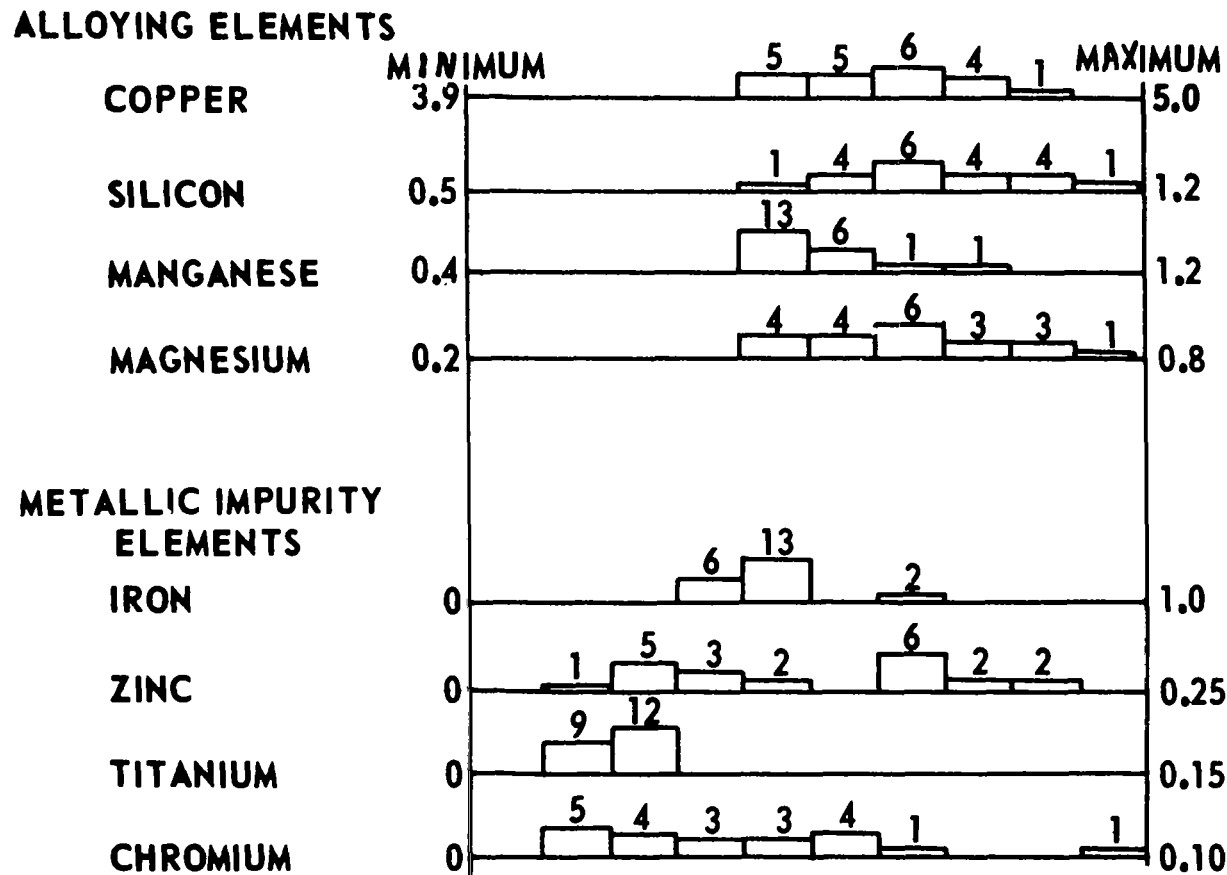 ALLOYING ELEMENTS
MINIMUM MAXIMUM
5 5 6 4 1
COPPER 3.9 5.0
1 4 6 4 4 1
SILICON 0.5 1.2
13 6 1 1
MANGANESE 0.4 1.2
4 4 6 3 3 1
MAGNESIUM 0.2 0.8
METALLIC IMPURITY
ELEMENTS
6 13 2
IRON 0 1.0
1 5 3 2 6 2 2
ZINC 0 0.25
9 12
TITANIUM 0 0.15
5 4 3 3 4 1 1
CHROMIUM 0 0.10